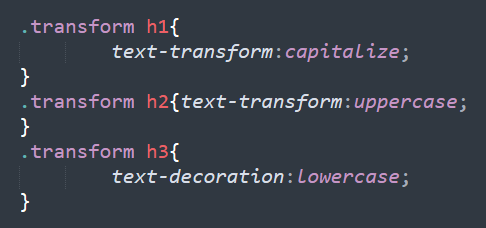 .transform h1{
text-transform:capitalize;
}
.transform h2{text-transform:uppercase;
}
.transform h3{
text-decoration:lowercase;
}